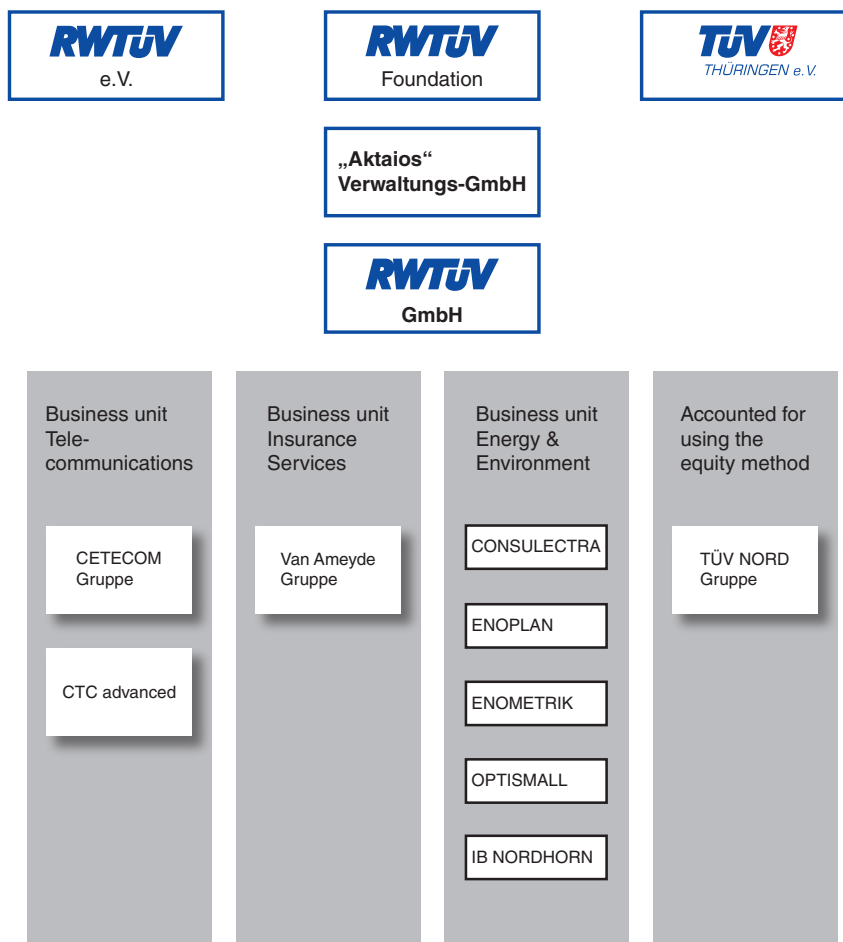 RWTÜV
e.V.
RWTÜV
Foundation
TÜV
THÜRINGEN e.V.
„Aktaios“
Verwaltungs-GmbH
RWTÜV
GmbH
Business unit
Tele-
communications
CETECOM
Gruppe
CTC advanced
Business unit
Insurance
Services
Van Ameyde
Gruppe
Business unit
Energy &
Environment
CONSULECTRA
ENOPLAN
ENOMETRIK
OPTISMALL
IB NORDHORN
Accounted for
using the
equity method
TÜV NORD
Gruppe